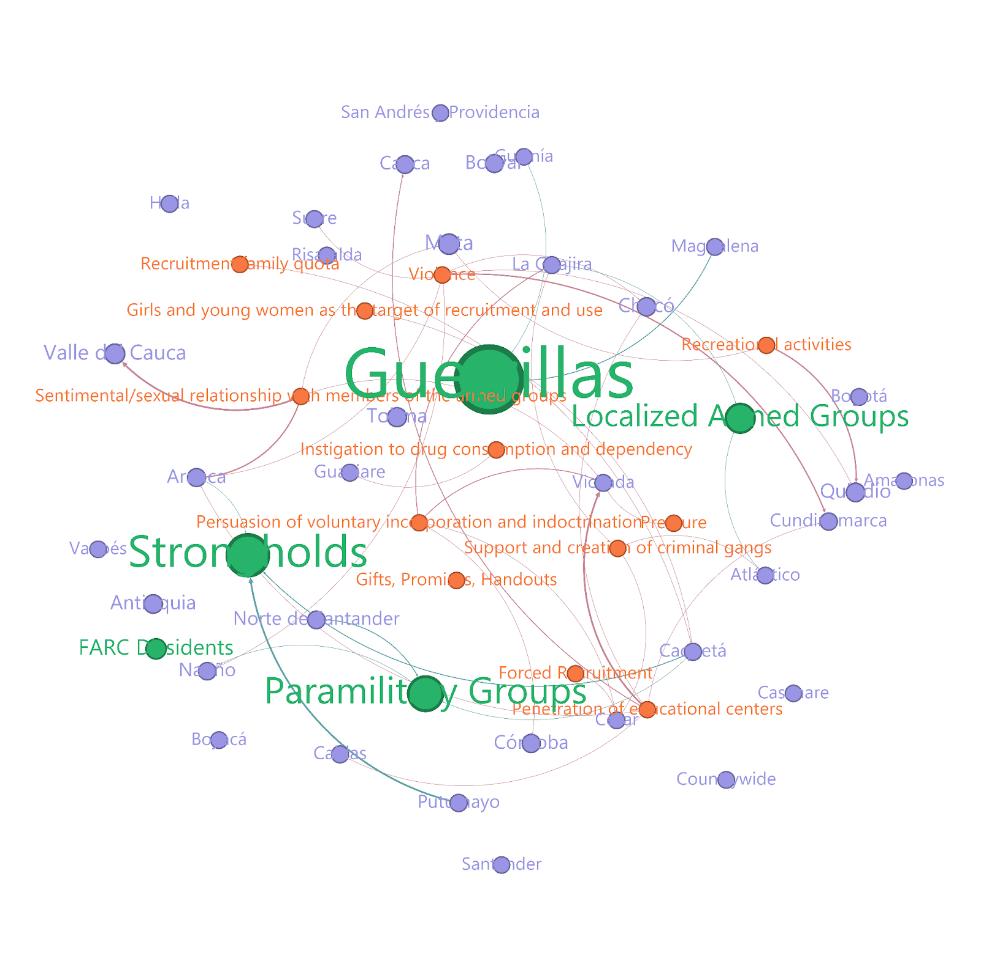 San Andrés y Providencia
Cauca
Bolívar
Guainía
Huila
Sucre
Meta
Magdalena
Risaralda
Recruitment family quota
Violence
La Guajira
Chocó
Girls and young women as the target of recruitment and use
Recreational activities
Valle del Cauca
Guerrillas
Sentimental/sexual relationship with members of the armed groups
Bogotá
Tolima
Localized Armed Groups
Instigation to drug consumption and dependency
Arauca
Guaviare
Vichada
Amazonas
Quindío
Persuasion of voluntary incorporation and indoctrination
Pressure
Cundinamarca
Vaupés
Strongholds
Support and creation of criminal gangs
Gifts, Promises, Handouts
Atlántico
Antioquia
Norte de Santander
FARC Dissidents
Caquetá
Nariño
Forced Recruitment
Paramilitary Groups
Casanare
Penetration of educational centers
Cesar
Boyacá
Caldas
Córdoba
Countrywide
Putumayo
Santander